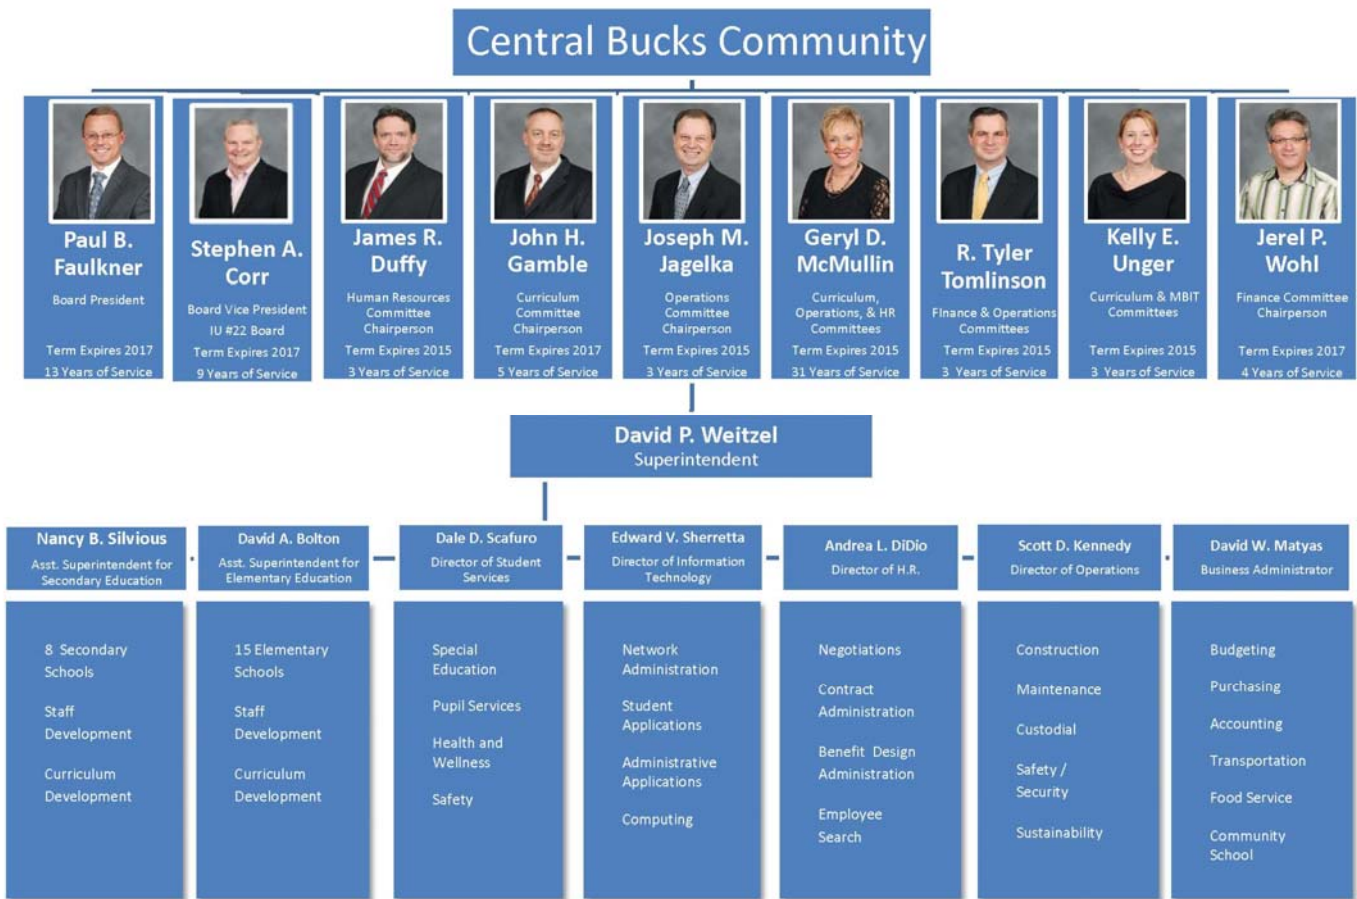 Central Bucks Community
Paul B.
Faulkner
Board President
Term Expires 2017
13 Years of Service
Stephen A.
Corr
Board Vice President
IU #22 Board
Term Expires 2017
9 Years of Service
James R.
Duffy
Human Resources
Committee
Chairperson
Term Expires 2015
3 Years of Service
John H.
Gamble
Curriculum
Committee
Chairperson
Term Expires 2017
5 Years of Service
Joseph M.
Jagelka
Operations
Committee
Chairperson
Term Expires 2015
3 Years of Service
Geryl D.
McMullin
Curriculum,
Operations, & HR
Committees
Term Expires 2015
31 Years of Service
R. Tyler
Tomlinson
FInance & Operations
Committees
Term Expires 2015
3 Years of Service
Kelly E.
Unger
Curriculum & MBIT
Committees
Term Expires 2015
3 Years of Service
Jerel P.
Wohl
Finance Committee
Chairperson
Term Expires 2017
4 Years of Service
David P. Weitzel
Superintendent
Nancy B. Silvious
Asst. Superintendent for
Secondary Education
8 Secondary
Schools
Staff
Development
Curriculum
Development
David A. Bolton
Asst. Superintendent for
Elementary Education
15 Elementary
Schools
Staff
Development
Curriculum
Development
Dale D. Scafuro
Director of Student
Services
Special
Education
Pupil Services
Health and
Wellness
Safety
Edward V. Sherretta
Director of Information
Technology
Network
Administration
Student
Applications
Administrative
Applications
Computing
Andrea L. DiDio
Director of H.R.
Negotiations
Contract
Administration
Benefit Design
Administration
Employee
Search
Scott D. Kennedy
Director of Operations
Construction
Maintenance
Custodial
Safety /
Security
Sustainability
David W. Matyas
Business Administrator
Budgeting
Purchasing
Accounting
Transportation
Food Service
Community
School